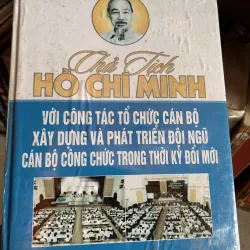 Chủ Tịch
HỒ CHÍ MINH
VỚI CÔNG TÁC TỔ CHỨC CÁN BỘ
XÂY DỰNG VÀ PHÁT TRIỂN ĐỘI NGŨ
CÁN BỘ CÔNG CHỨC TRONG THỜI KỲ ĐỔI MỚI